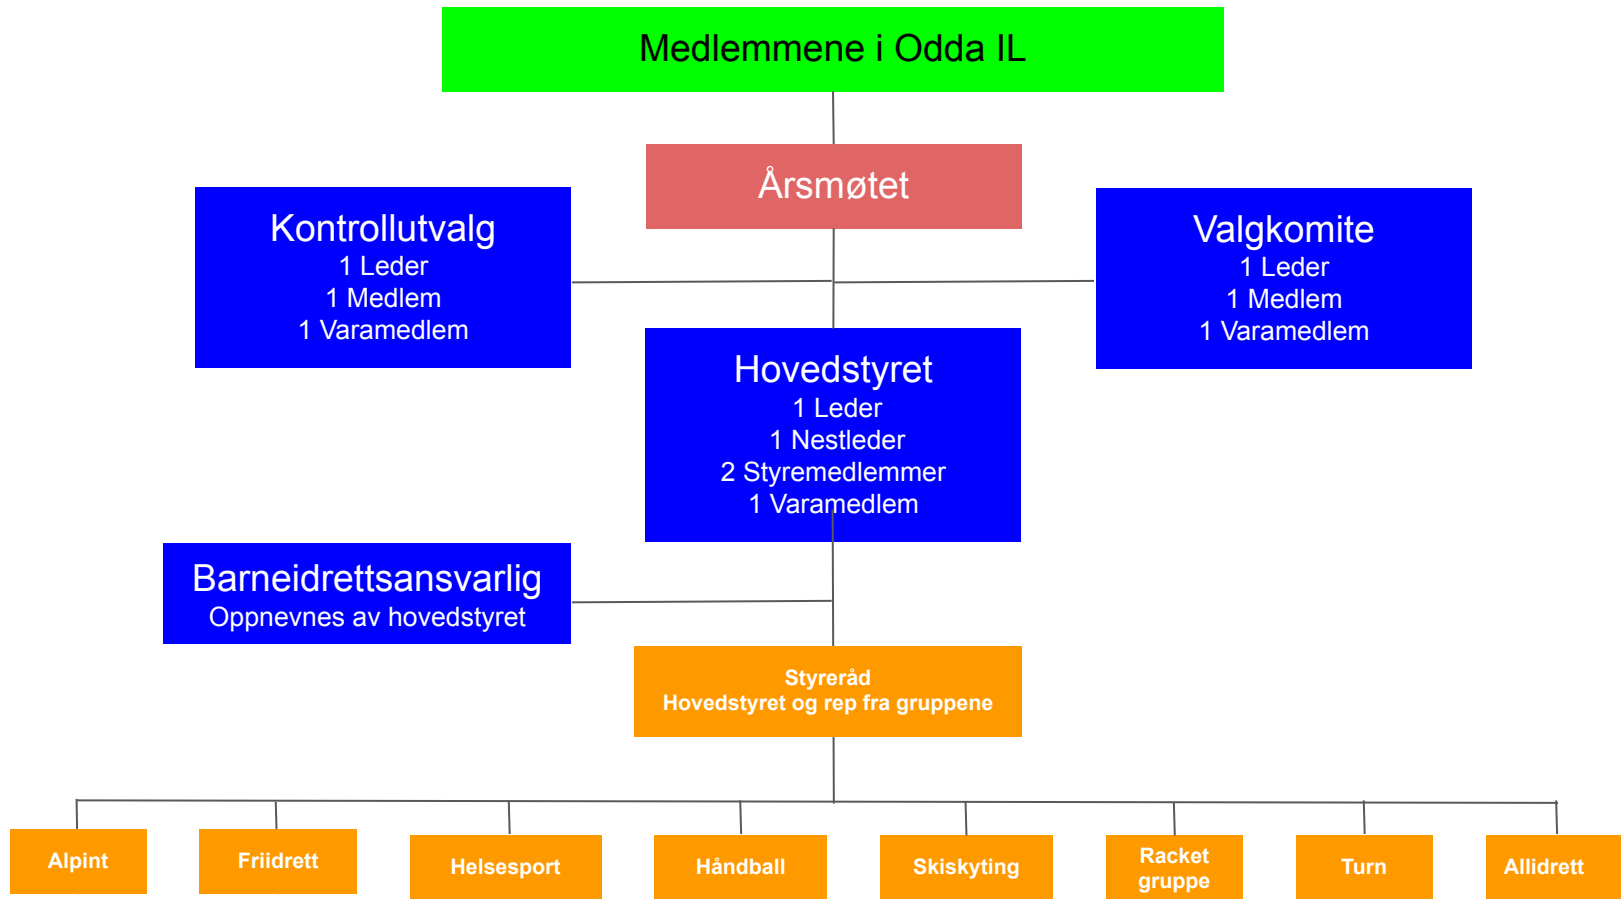 Medlemmene i Odda IL
Årsmøtet
Kontrollutvalg
1 Leder
1 Medlem
1 Varamedlem
Valgkomite
1 Leder
1 Medlem
1 Varamedlem
Hovedstyret
1 Leder
1 Nestleder
2 Styremedlemmer
1 Varamedlem
Barneidrettsansvarlig
Oppnevnes av hovedstyret
Styreråd
Hovedstyret og rep fra gruppene
Alpint
Friidrett
Helsesport
Håndball
Skiskyting
Racket
gruppe
Turn
Allidrett